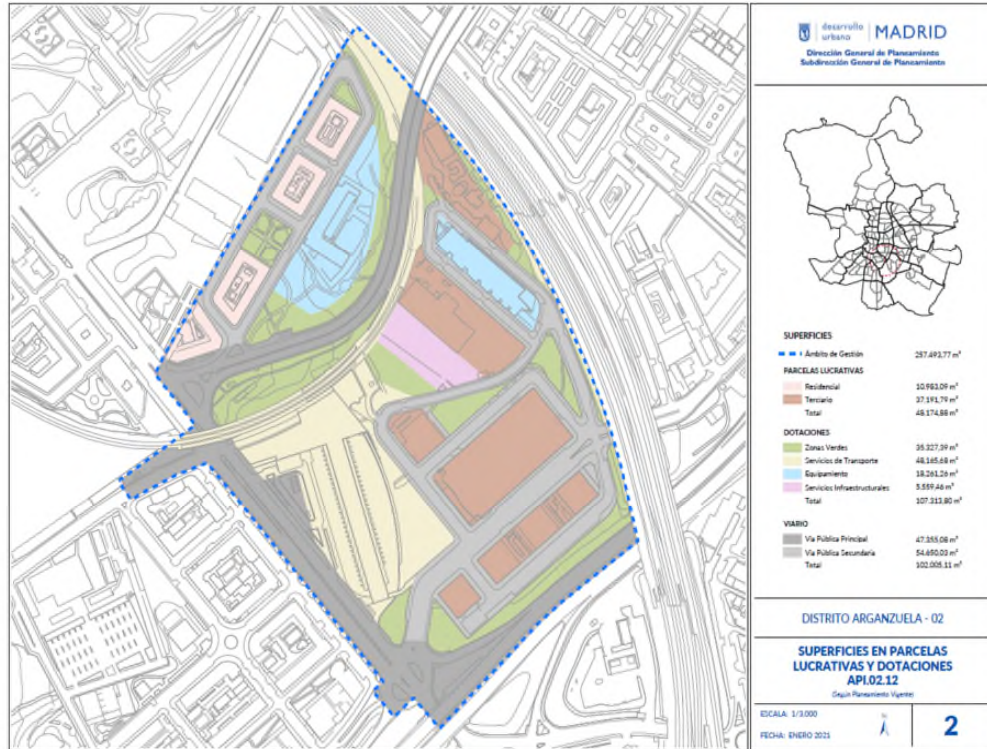 desarrollo
urbano
MADRID
Dirección General de Planeamiento
Subdirección General de Planeamiento
SUPERFICIES
Ámbito de Gestión 257.493,77 m²
PARCELAS LUCRATIVAS
Residencial 10.983,09 m²
Terciario 37.191,79 m²
Total 48.174,88 m²
DOTACIONES
Zonas Verdes 35.327,39 m²
Servicios de Transporte 48.165,68 m²
Equipamiento 18.261,26 m²
Servicios Infraestructurales 5.559,46 m²
Total 107.313,80 m²
VIARIO
Vía Pública Principal 47.355,08 m²
Vía Pública Secundaria 54.650,03 m²
Total 102.005,11 m²
DISTRITO ARGANZUELA - 02
SUPERFICIES EN PARCELAS
LUCRATIVAS Y DOTACIONES
API.02.12
(Según Planeamiento Vigente)
ESCALA: 1/3.000
FECHA: ENERO 2021
2